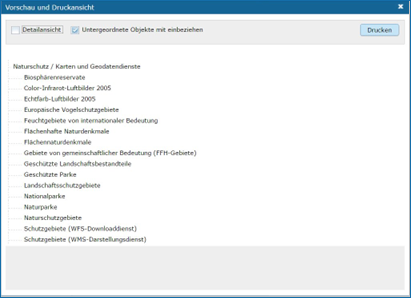 Vorschau und Druckansicht
Detailansicht
Untergeordnete Objekte mit einbeziehen
Drucken
Naturschutz / Karten und Geodatendienste
Biosphärenreservate
Color-Infrarot-Luftbilder 2005
Echtfarb-Luftbilder 2005
Europäische Vogelschutzgebiete
Feuchtgebiete von internationaler Bedeutung
Flächenhafte Naturdenkmale
Flächennaturdenkmale
Gebiete von gemeinschaftlicher Bedeutung (FFH-Gebiete)
Geschützte Landschaftsbestandteile
Geschützte Parke
Landschaftsschutzgebiete
Nationalparke
Naturparke
Naturschutzgebiete
Schutzgebiete (WFS-Downloaddienst)
Schutzgebiete (WMS-Darstellungsdienst)